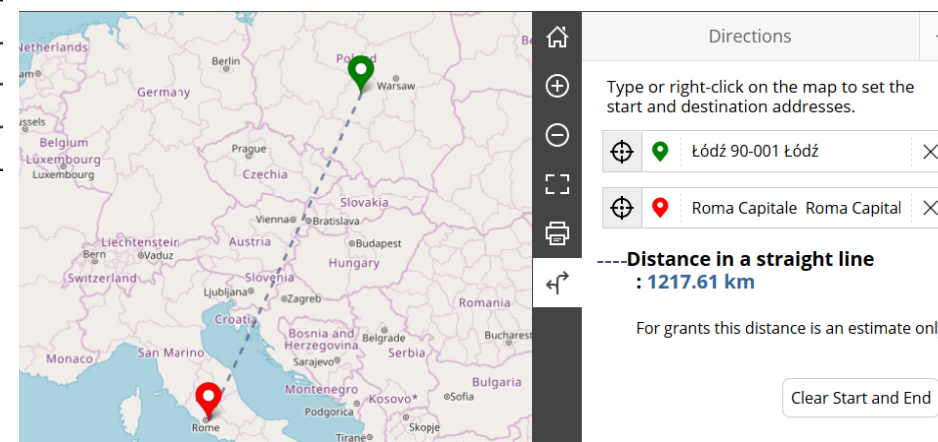 Netherlands
Berlin
Poland
Warsaw
Germany
Belgium
Luxembourg
Luxembourg
Prague
Czechia
Slovakia
Vienna
Bratislava
Liechtenstein
Bern
Vaduz
Austria
Budapest
Switzerland
Slovenia
Hungary
Ljubljana
Zagreb
Romania
Croatia
Bosnia and
Herzegovina
Belgrade
Serbia
Bucharest
Monaco
San Marino
Sarajevo
Montenegro
Kosovo*
Bulgaria
Sofia
Podgorica
Rome
Tirane
Skopje
Directions
Type or right-click on the map to set the
start and destination addresses.
Łódź 90-001 Łódź
Roma Capitale Roma Capital
----Distance in a straight line
: 1217.61 km
For grants this distance is an estimate onl
Clear Start and End